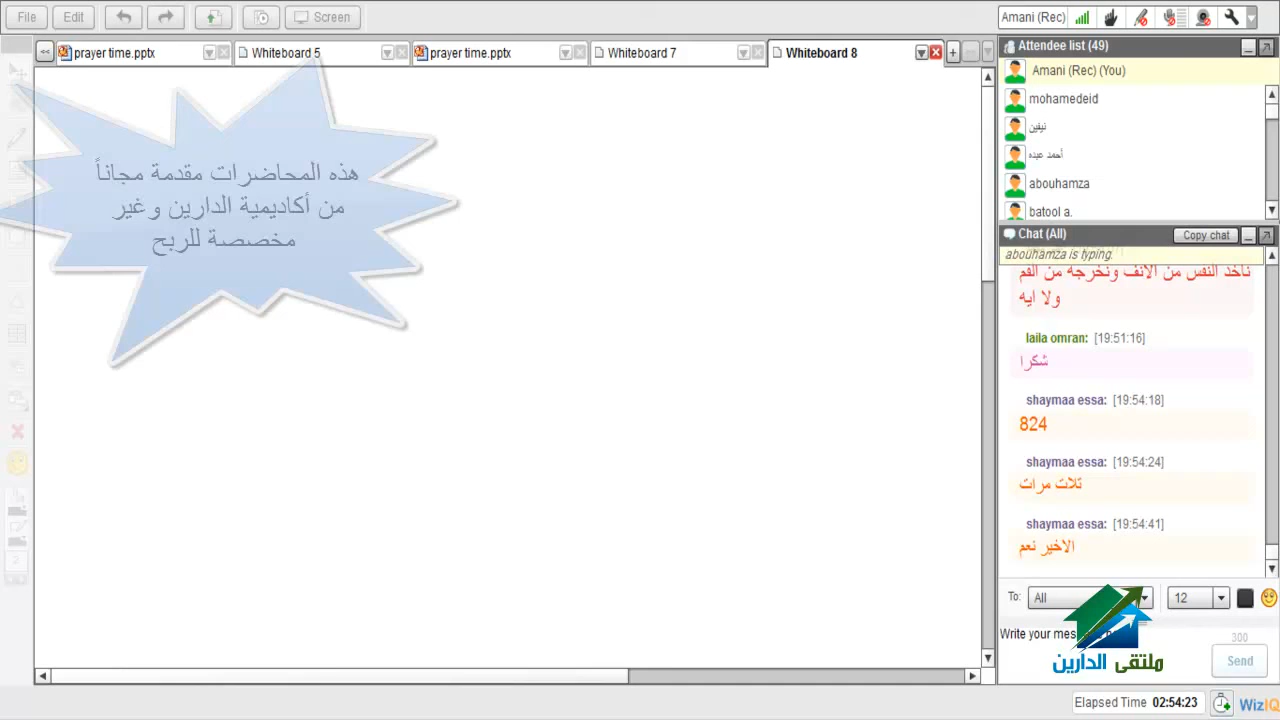 File Edit Screen
Amani (Rec)
<< prayer time.pptx Whiteboard 5 prayer time.pptx Whiteboard 7 Whiteboard 8
هذه المحاضرات مقدمة مجاناً
من أكاديمية الدارين وغير
مخصصة للربح
Attendee list (49)
Amani (Rec) (You)
mohamedeid
نيفين
أحمد عبده
abouhamza
batool a.
Chat (All) Copy chat
abouhamza is typing.
ناخد النفس من الانف ونخرجه من الفم
ولا ايه
laila omran: [19:51:16]
شكرا
shaymaa essa: [19:54:18]
824
shaymaa essa: [19:54:24]
تلات مرات
shaymaa essa: [19:54:41]
الاخير نعم
To: All 12
Write your mes
300
Send
ملتقى الدارين
Elapsed Time 02:54:23
WizIQ